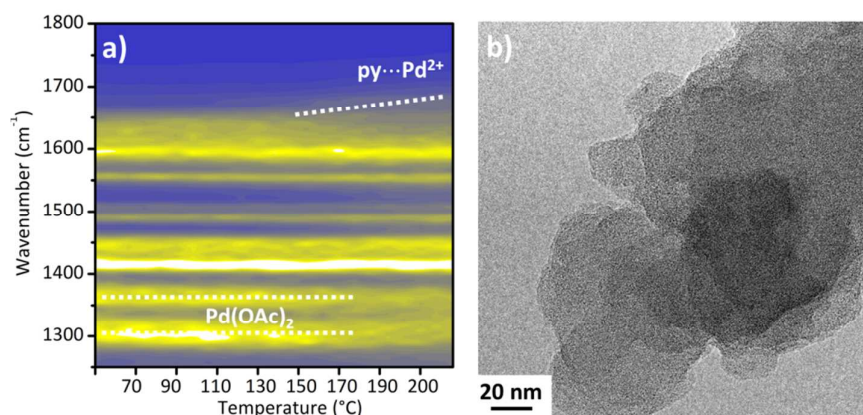 a)
1800
1700
1600
1500
1400
1300
Wavenumber (cm⁻¹)
py···Pd²⁺
Pd(OAc)₂
70 90 110 130 150 170 190 200
Temperature (°C)
b)
20 nm